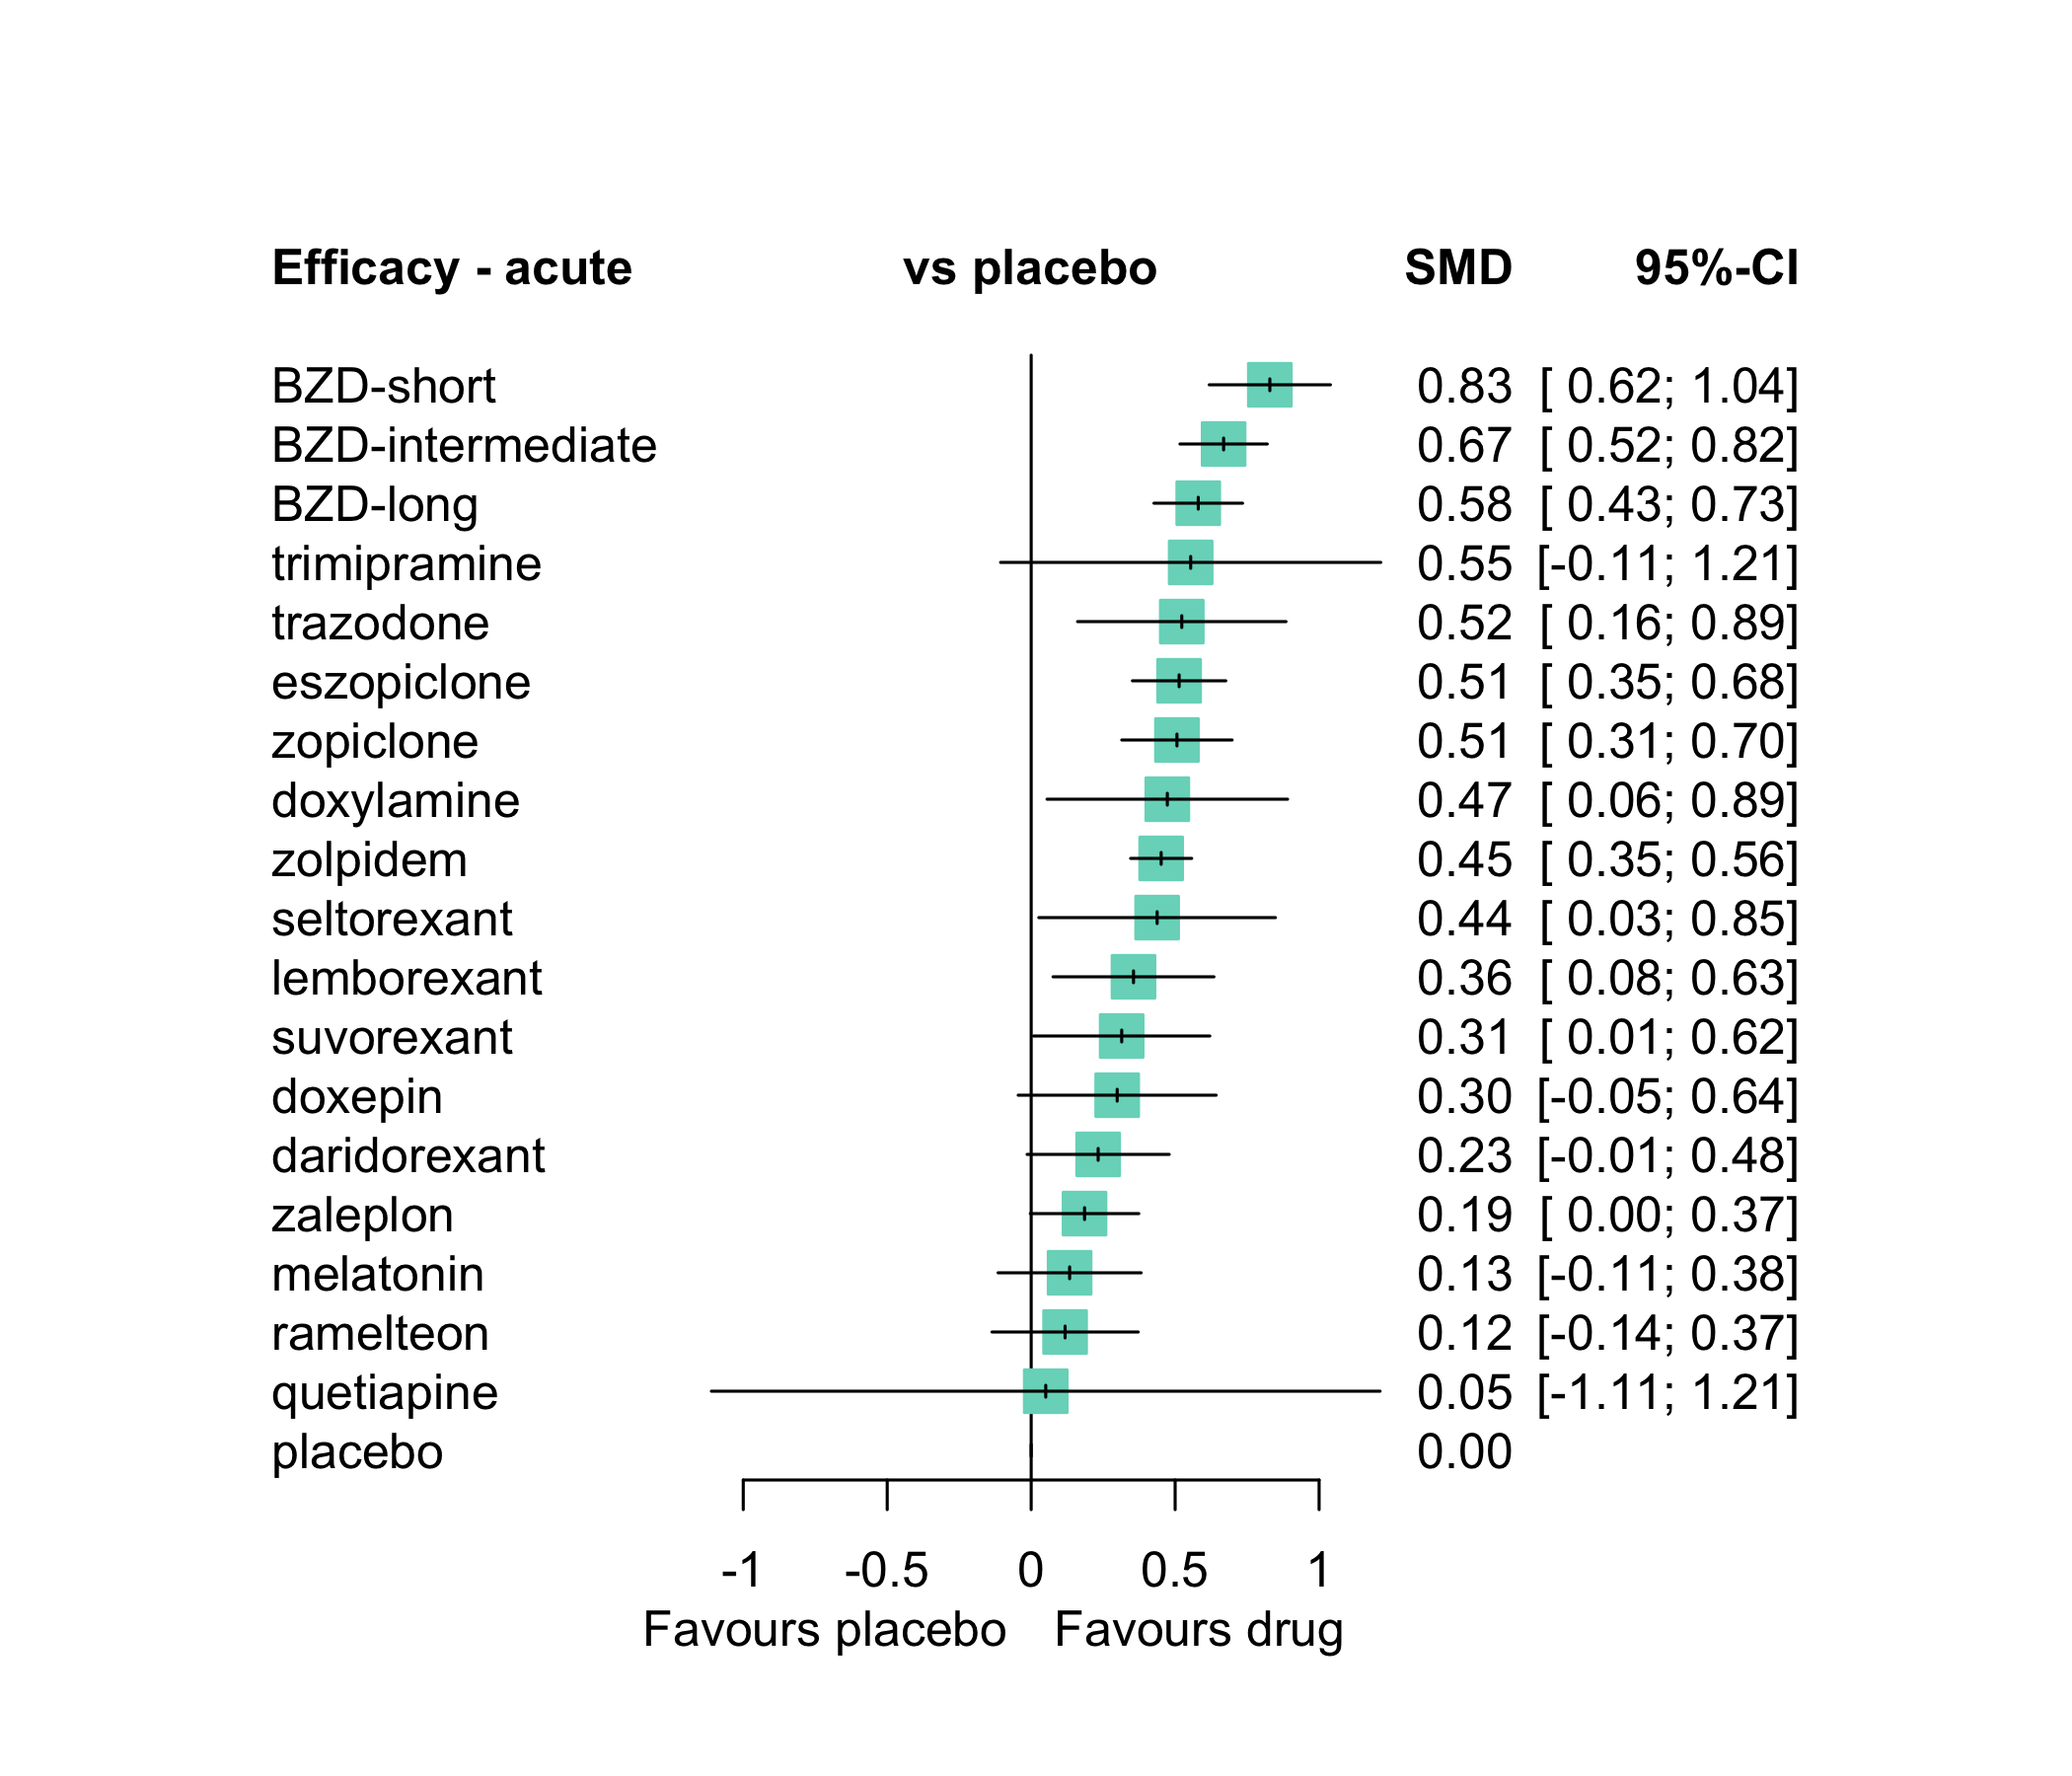 Efficacy - acute vs placebo SMD 95%-CI
BZD-short 0.83 [ 0.62; 1.04]
BZD-intermediate 0.67 [ 0.52; 0.82]
BZD-long 0.58 [ 0.43; 0.73]
trimipramine 0.55 [-0.11; 1.21]
trazodone 0.52 [ 0.16; 0.89]
eszopiclone 0.51 [ 0.35; 0.68]
zopiclone 0.51 [ 0.31; 0.70]
doxylamine 0.47 [ 0.06; 0.89]
zolpidem 0.45 [ 0.35; 0.56]
seltorexant 0.44 [ 0.03; 0.85]
lemborexant 0.36 [ 0.08; 0.63]
suvorexant 0.31 [ 0.01; 0.62]
doxepin 0.30 [-0.05; 0.64]
daridorexant 0.23 [-0.01; 0.48]
zaleplon 0.19 [ 0.00; 0.37]
melatonin 0.13 [-0.11; 0.38]
ramelteon 0.12 [-0.14; 0.37]
quetiapine 0.05 [-1.11; 1.21]
placebo 0.00
-1 -0.5 0 0.5 1
Favours placebo Favours drug